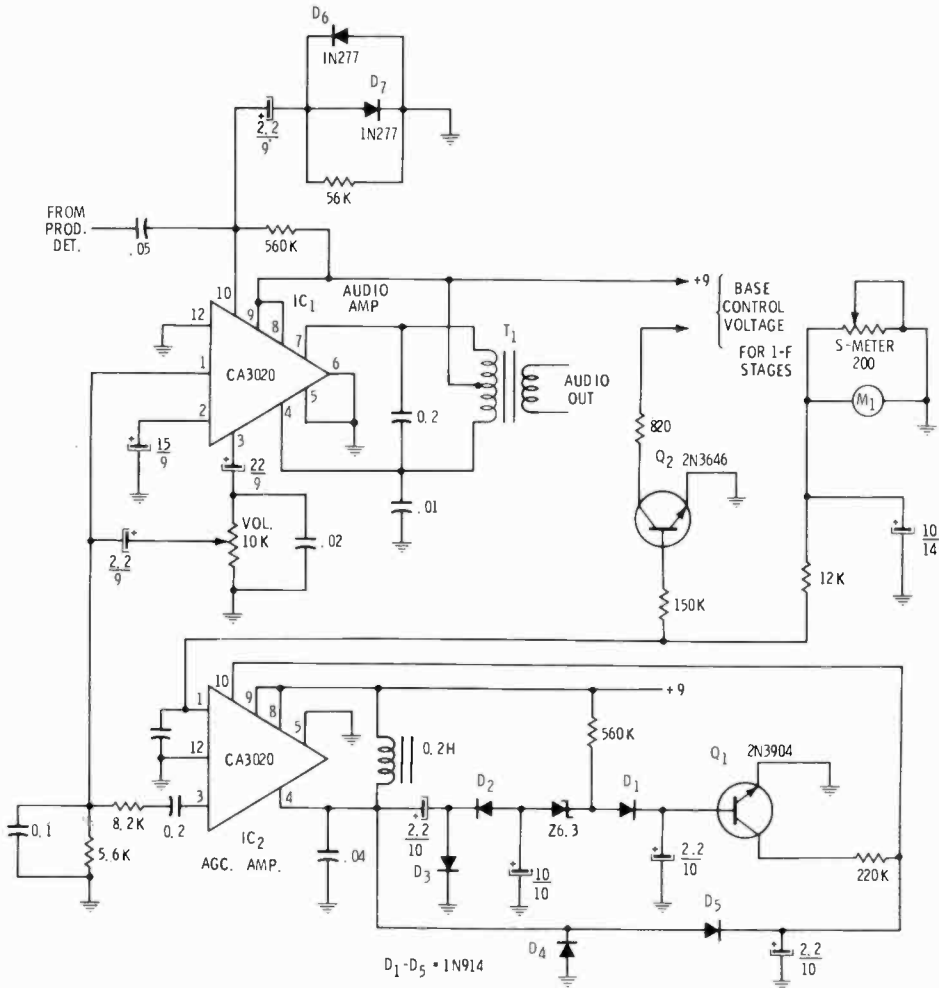 D6
1N277
D7
1N277
+
2.2
9
56K
FROM
PROD.
DET.
.05
560K
10
9
IC1
AUDIO
AMP
8
7
12
1
2
CA3020
6
5
4
3
T1
AUDIO
OUT
0.2
.01
+9
BASE
CONTROL
VOLTAGE
FOR I-F
STAGES
S-METER
200
M1
820
Q2 2N3646
+
15
9
+
22
9
VOL.
10K
.02
+
2.2
9
+
10
14
12K
150K
10
1
9
8
5
12
CA3020
3
4
IC2
AGC. AMP.
+9
0.2H
560K
Q1 2N3904
D2
D1
+
2.2
10
Z6.3
D3
+
10
10
+
2.2
10
220K
0.1
8.2K
0.2
5.6K
.04
D5
D4
+
2.2
10
D1-D5 = 1N914